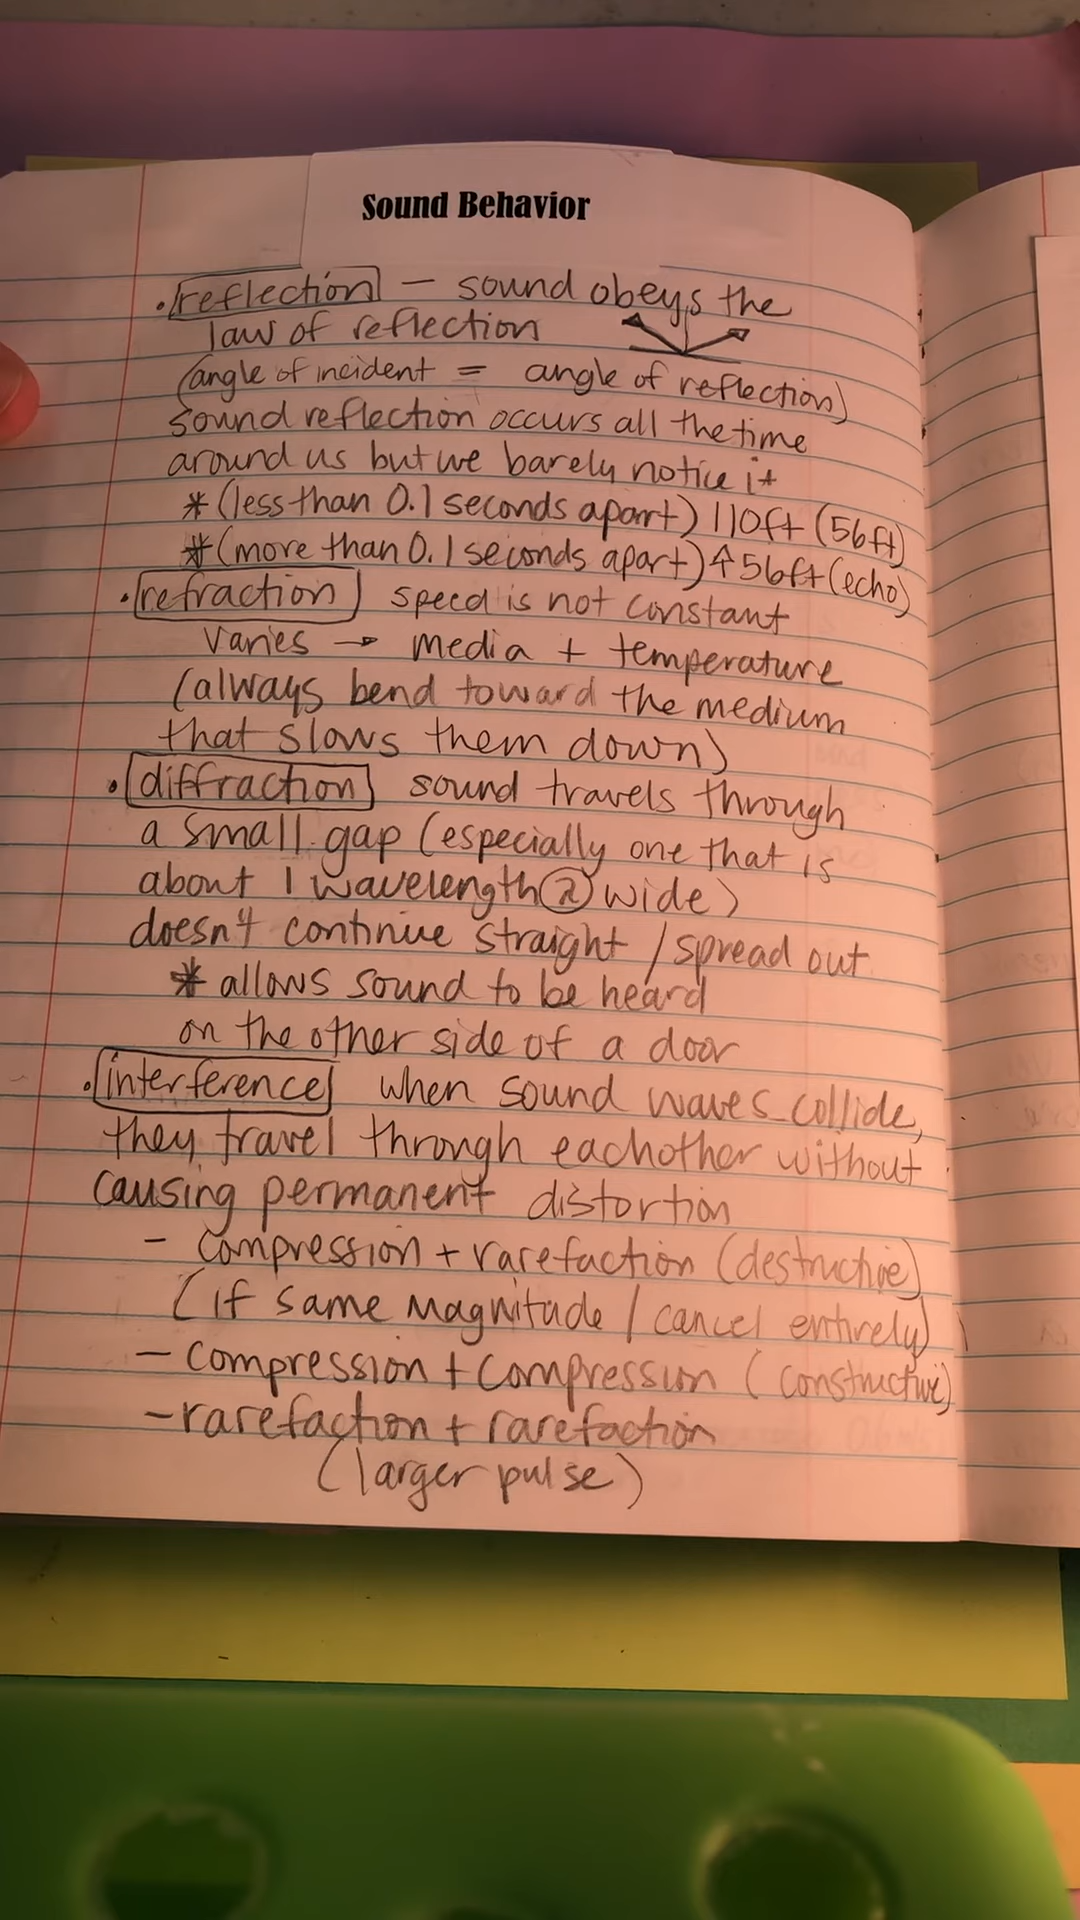 Sound Behavior
• reflection – sound obeys the
law of reflection
(angle of incident = angle of reflection)
sound reflection occurs all the time
around us but we barely notice it
* (less than 0.1 seconds apart) 110ft (56ft)
* (more than 0.1 seconds apart) ↑56ft (echo)
• refraction speed is not constant
varies → media + temperature
(always bend toward the medium
that slows them down)
• diffraction sound travels through
a small gap (especially one that is
about 1 wavelength λ wide)
doesn't continue straight / spread out
* allows sound to be heard
on the other side of a door
• interference when sound waves collide,
they travel through eachother without
causing permanent distortion
- compression + rarefaction (destructive)
(if same magnitude / cancel entirely)
- compression + compression (constructive)
- rarefaction + rarefaction
(larger pulse)